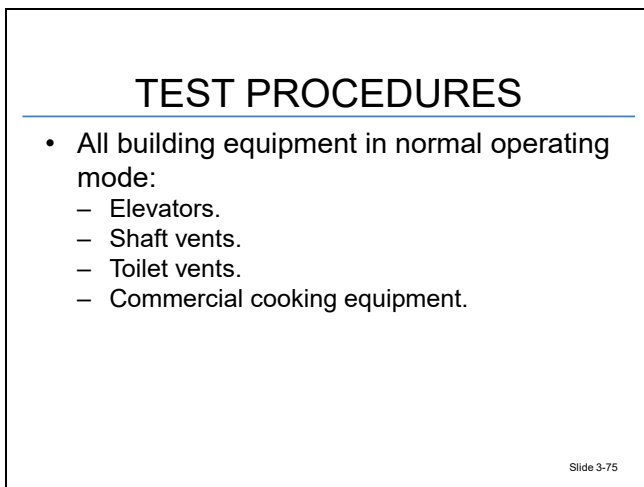 TEST PROCEDURES
• All building equipment in normal operating
mode:
– Elevators.
– Shaft vents.
– Toilet vents.
– Commercial cooking equipment.
Slide 3-75